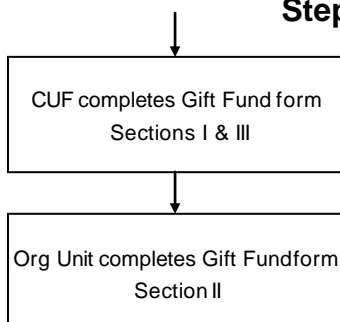 Step
CUF completes Gift Fund form
Sections I & III
Org Unit completes Gift Fundform
Section II